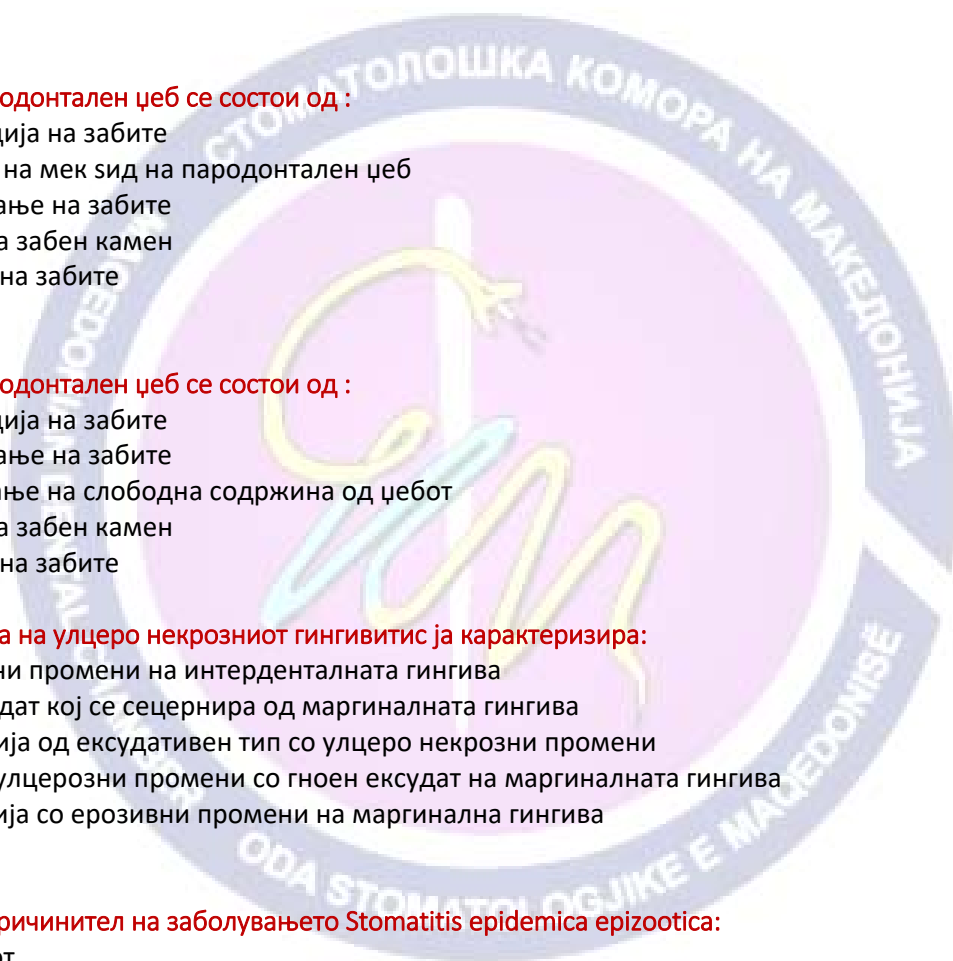 одонтален џеб се состои од :
ција на забите
на мек ѕид на пародонтален џеб
ање на забите
а забен камен
на забите
одонтален џеб се состои од :
ција на забите
ање на забите
ање на слободна содржина од џебот
а забен камен
на забите
а на улцеро некрозниот гингивитис ја карактеризира:
ни промени на интерденталната гингива
дат кој се сецернира од маргиналната гингива
ија од ексудативен тип со улцеро некрозни промени
улцерозни промени со гноен ексудат на маргиналната гингива
ија со ерозивни промени на маргинална гингива
ричинител на заболувањето Stomatitis epidemica epizootica:
от
СТОМАТОЛОШКА КОМОРА НА МАКЕДОНИЈА
ODA STOMATOLOGJIKE E MAQEDONISË